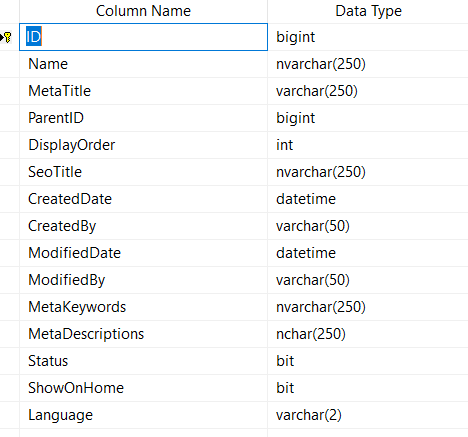 Column Name Data Type
ID bigint
Name nvarchar(250)
MetaTitle varchar(250)
ParentID bigint
DisplayOrder int
SeoTitle nvarchar(250)
CreatedDate datetime
CreatedBy varchar(50)
ModifiedDate datetime
ModifiedBy varchar(50)
MetaKeywords nvarchar(250)
MetaDescriptions nchar(250)
Status bit
ShowOnHome bit
Language varchar(2)